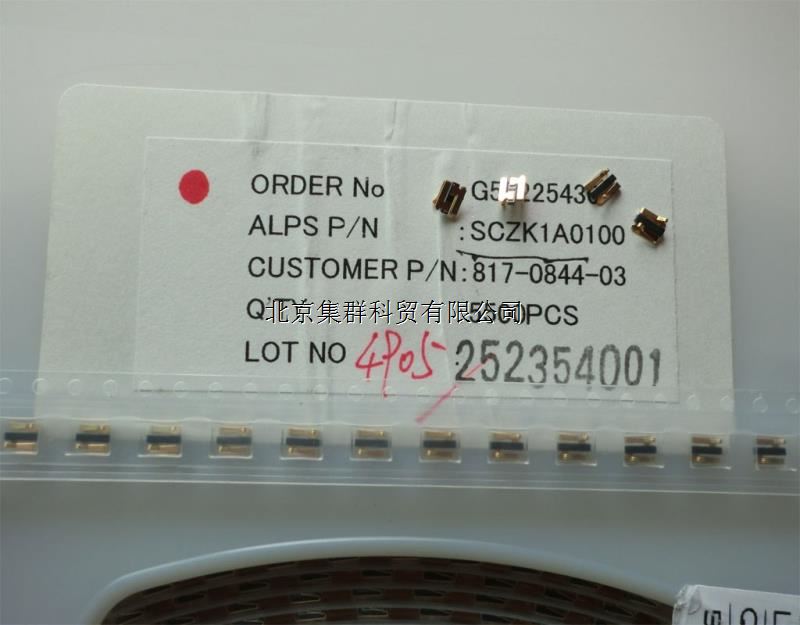 ORDER No
ALPS P/N :SCZK1A0100
CUSTOMER P/N:817-0844-03
北京集群科贸有限公司
PCS
LOT NO 4905 252354001